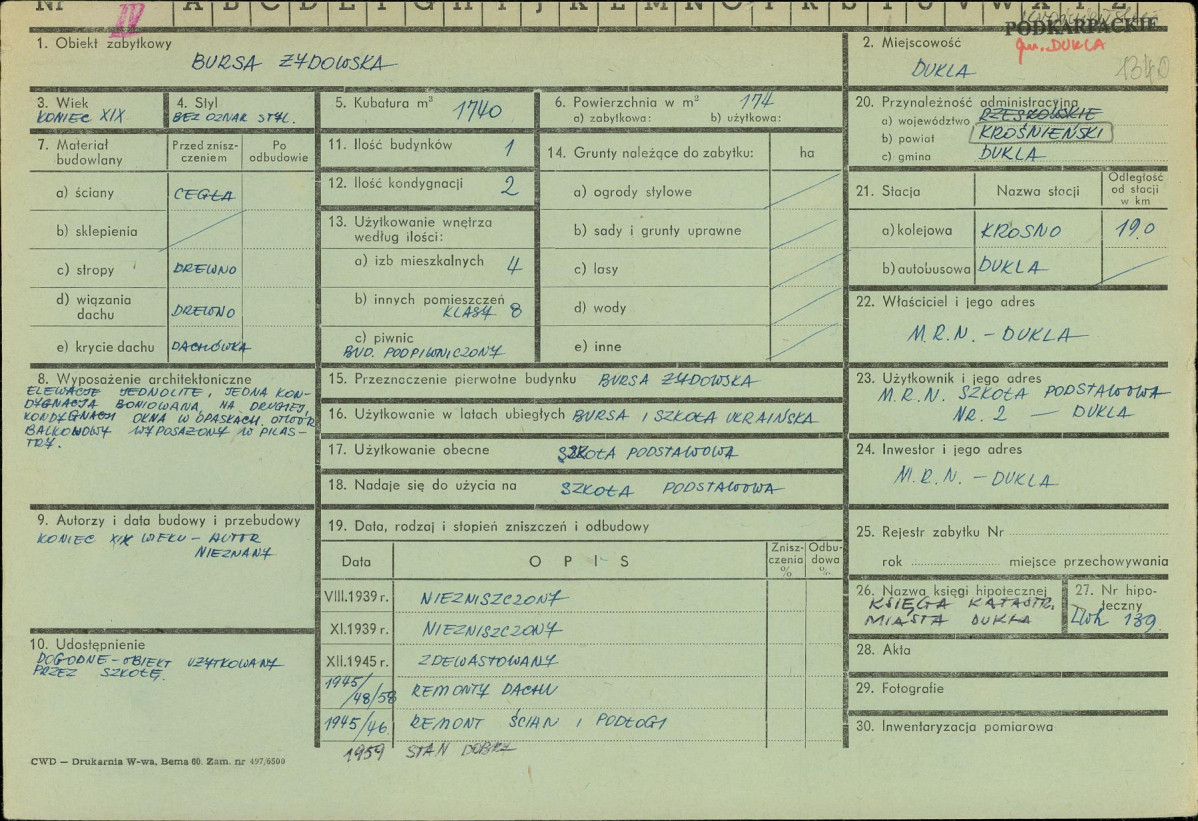 Nr IV A B C D E F G H I J K L M N O P R S T U V W X Z
PODKARPACKIE
gm. DUKLA
1340
1. Obiekt zabytkowy
BURSA ŻYDOWSKA
2. Miejscowość
DUKLA
3. Wiek
KONIEC XIX
4. Styl
BEZ OZNAK STYL.
5. Kubatura m³ 1740
6. Powierzchnia w m² 174
a) zabytkowa: b) użytkowa:
7. Materiał budowlany
Przed zniszczeniem
Po odbudowie
a) ściany CEGŁA
b) sklepienia
c) stropy DREWNO
d) wiązania dachu DREWNO
e) krycie dachu DACHÓWKA
8. Wyposażenie architektoniczne
ELEWACJE JEDNOLITE, JEDNA KON-
DYGNACJA BONIOWANA, NA DRUGIEJ,
KONDYGNACJI OKNA W OPASKACH, OTWÓR
BALKONOWY WYPOSAŻONY W PILAS-
TRY.
9. Autorzy i data budowy i przebudowy
KONIEC XIX WIEKU - AUTOR
NIEZNANY
10. Udostępnienie
DOGODNE - OBIEKT UŻYTKOWANY
PRZEZ SZKOŁĘ.
11. Ilość budynków 1
12. Ilość kondygnacji 2
13. Użytkowanie wnętrza
według ilości:
a) izb mieszkalnych 4
b) innych pomieszczeń
KLASY 8
c) piwnic
BUD. PODPIWNICZONY
14. Grunty należące do zabytku: ha
a) ogrody stylowe
b) sady i grunty uprawne
c) lasy
d) wody
e) inne
15. Przeznaczenie pierwotne budynku BURSA ŻYDOWSKA
16. Użytkowanie w latach ubiegłych BURSA I SZKOŁA UKRAIŃSKA
17. Użytkowanie obecne SZKOŁA PODSTAWOWA
18. Nadaje się do użycia na SZKOŁA PODSTAWOWA
19. Data, rodzaj i stopień zniszczeń i odbudowy
Data
OPIS
Zniszczenia %
Odbudowa %
VIII.1939 r. NIEZNISZCZONY
XI.1939 r. NIEZNISZCZONY
XII.1945 r. ZDEWASTOWANY
1945/48/58 REMONTY DACHU
1945/46 REMONT ŚCIAN I PODŁOGI
1959 STAN DOBRY
20. Przynależność administracyjna
a) województwo RZESZOWSKIE
b) powiat KROŚNIEŃSKI
c) gmina DUKLA
21. Stacja
Nazwa stacji
Odległość od stacji w km
a) kolejowa KROSNO 19.0
b) autobusowa DUKLA
22. Właściciel i jego adres
M.R.N. - DUKLA
23. Użytkownik i jego adres
M.R.N. SZKOŁA PODSTAWOWA
NR. 2 — DUKLA
24. Inwestor i jego adres
M.R.N. - DUKLA
25. Rejestr zabytku Nr
rok miejsce przechowywania
26. Nazwa księgi hipotecznej
KSIĘGA KATASTR.
MIASTA DUKLA
27. Nr hipoteczny
Lwh 139.
28. Akta
29. Fotografie
30. Inwentaryzacja pomiarowa
CWD — Drukarnia W-wa, Bema 60. Zam. nr 497/6500